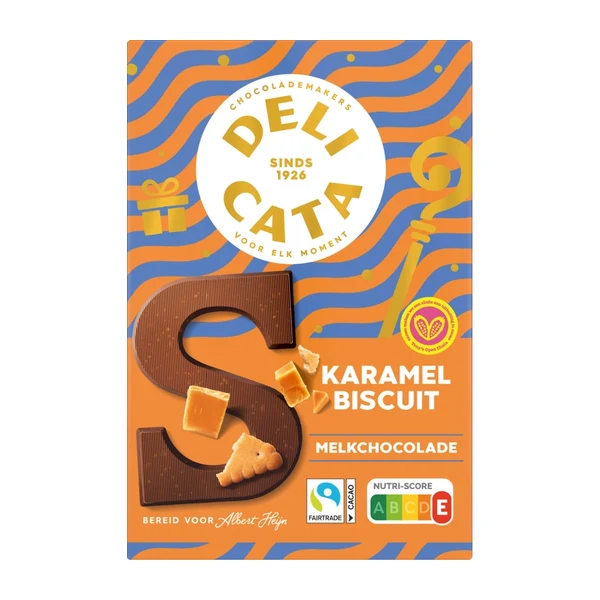 CHOCOLADEMAKERS
DELI
SINDS
1926
CATA
VOOR ELK MOMENT
KARAMEL
BISCUIT
MELKCHOCOLADE
FAIRTRADE
CACAO
NUTRI-SCORE
ABCDE
BEREID VOOR Albert Heijn